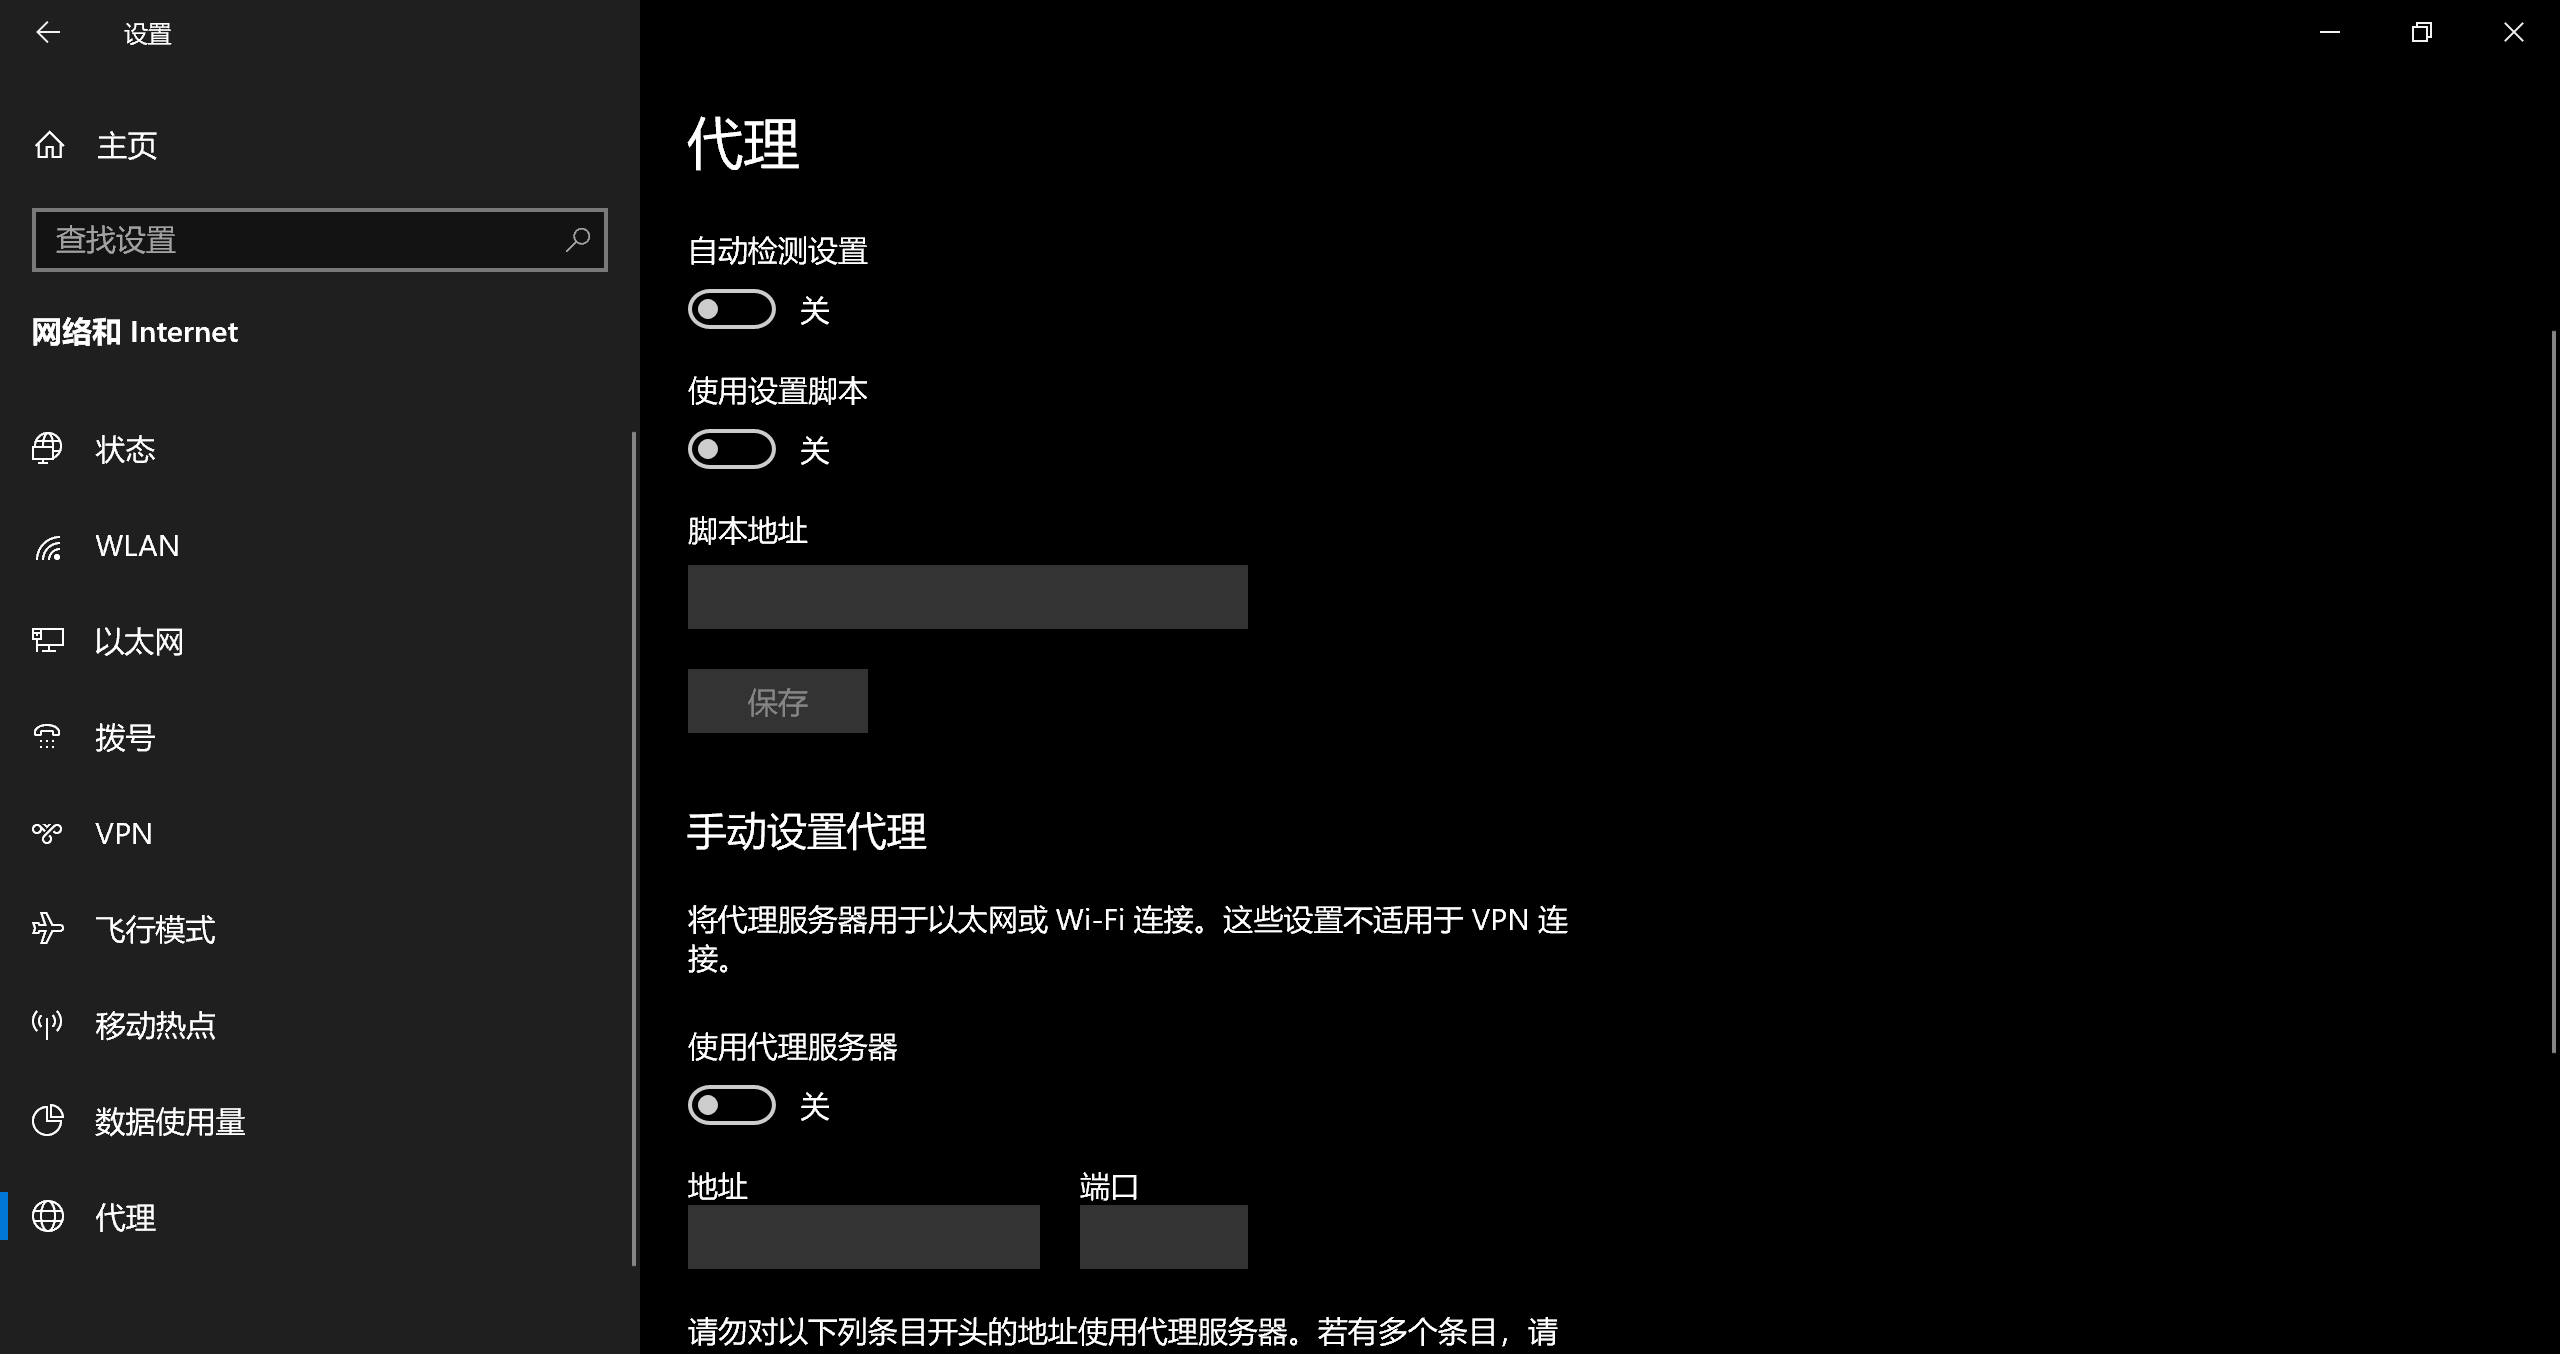 设置
主页
查找设置
网络和 Internet
状态
WLAN
以太网
拨号
VPN
飞行模式
移动热点
数据使用量
代理
代理
自动检测设置
关
使用设置脚本
关
脚本地址
保存
手动设置代理
将代理服务器用于以太网或 Wi-Fi 连接。这些设置不适用于 VPN 连
接。
使用代理服务器
关
地址 端口
请勿对以下列条目开头的地址使用代理服务器。若有多个条目，请